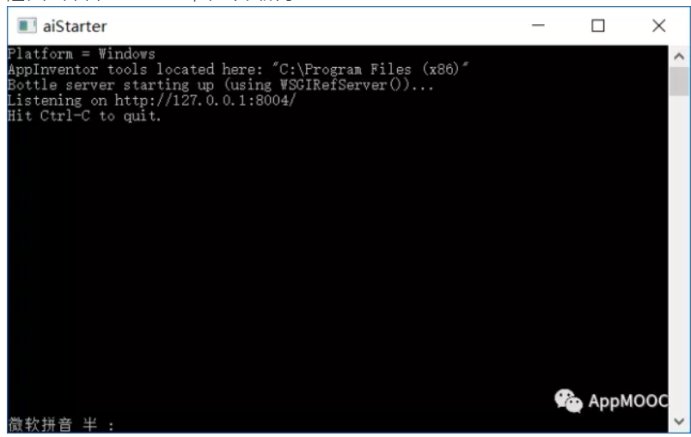 aiStarter
Platform = Windows
AppInventor tools located here: "C:\Program Files (x86)"
Bottle server starting up (using WSGIRefServer())...
Listening on http://127.0.0.1:8004/
Hit Ctrl-C to quit.
AppMOOC
微软拼音 半 :